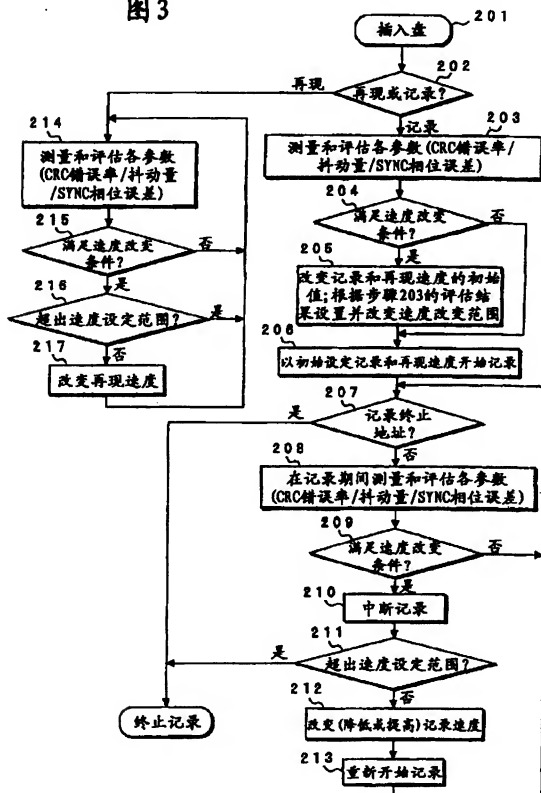 图3
插入盘
201
再现或记录?
202
再现
记录
214
测量和评估各参数
(CRC错误率/
抖动量
/SYNC相位误差)
215
满足速度改变
条件?
否
是
216
超出速度设定范围?
是
否
217
改变再现速度
203
测量和评估各参数(CRC错误率/
抖动量/SYNC相位误差)
204
满足速度改变
条件?
否
是
205
改变记录和再现速度的初始
值;根据步骤203的评估结
果设置并改变速度改变范围
206
以初始设定记录和再现速度开始记录
207
是
记录终止
地址?
否
208
在记录期间测量和评估各参数
(CRC错误率/抖动量/SYNC相位误差)
209
满足速度改变
条件?
否
是
210
中断记录
211
是
超出速度设定范围?
否
212
改变(降低或提高)记录速度
213
重新开始记录
终止记录